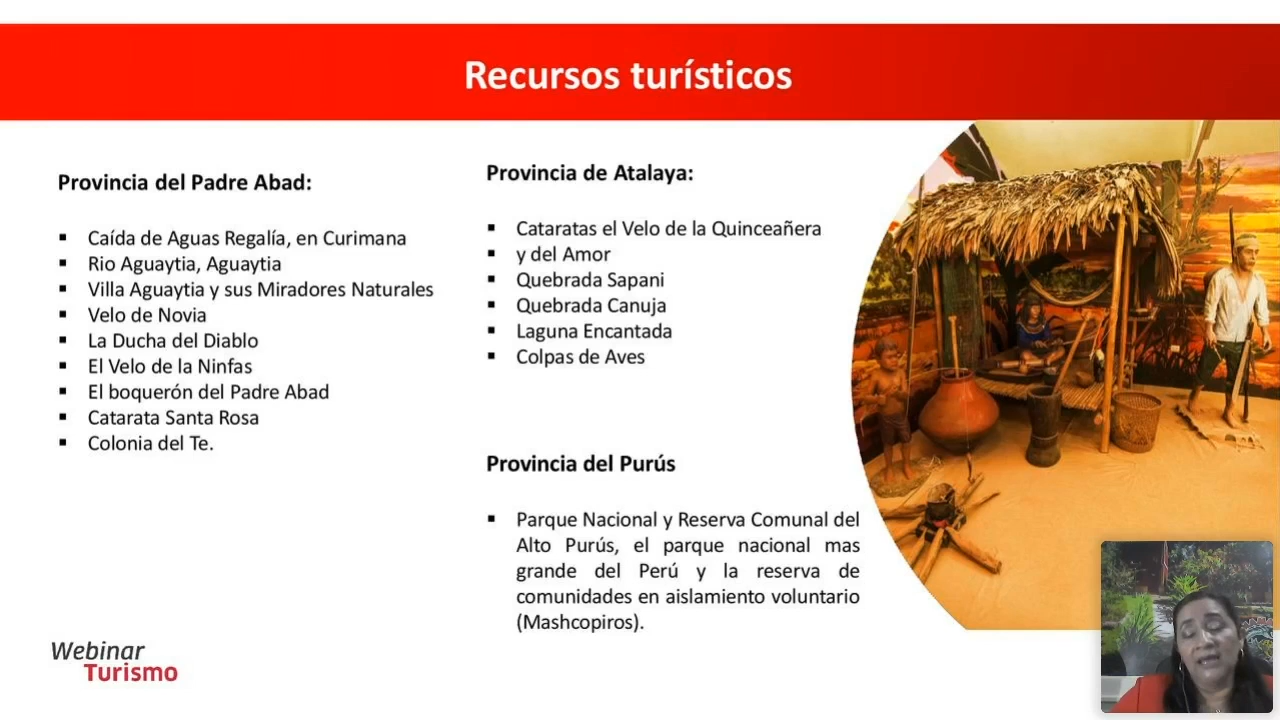 Recursos turísticos
Provincia del Padre Abad:
Caída de Aguas Regalía, en Curimana
Rio Aguaytia, Aguaytia
Villa Aguaytia y sus Miradores Naturales
Velo de Novia
La Ducha del Diablo
El Velo de la Ninfas
El boquerón del Padre Abad
Catarata Santa Rosa
Colonia del Te.
Provincia de Atalaya:
Cataratas el Velo de la Quinceañera
y del Amor
Quebrada Sapani
Quebrada Canuja
Laguna Encantada
Colpas de Aves
Provincia del Purús
Parque Nacional y Reserva Comunal del
Alto Purús, el parque nacional mas
grande del Perú y la reserva de
comunidades en aislamiento voluntario
(Mashcopiros).
Webinar
Turismo